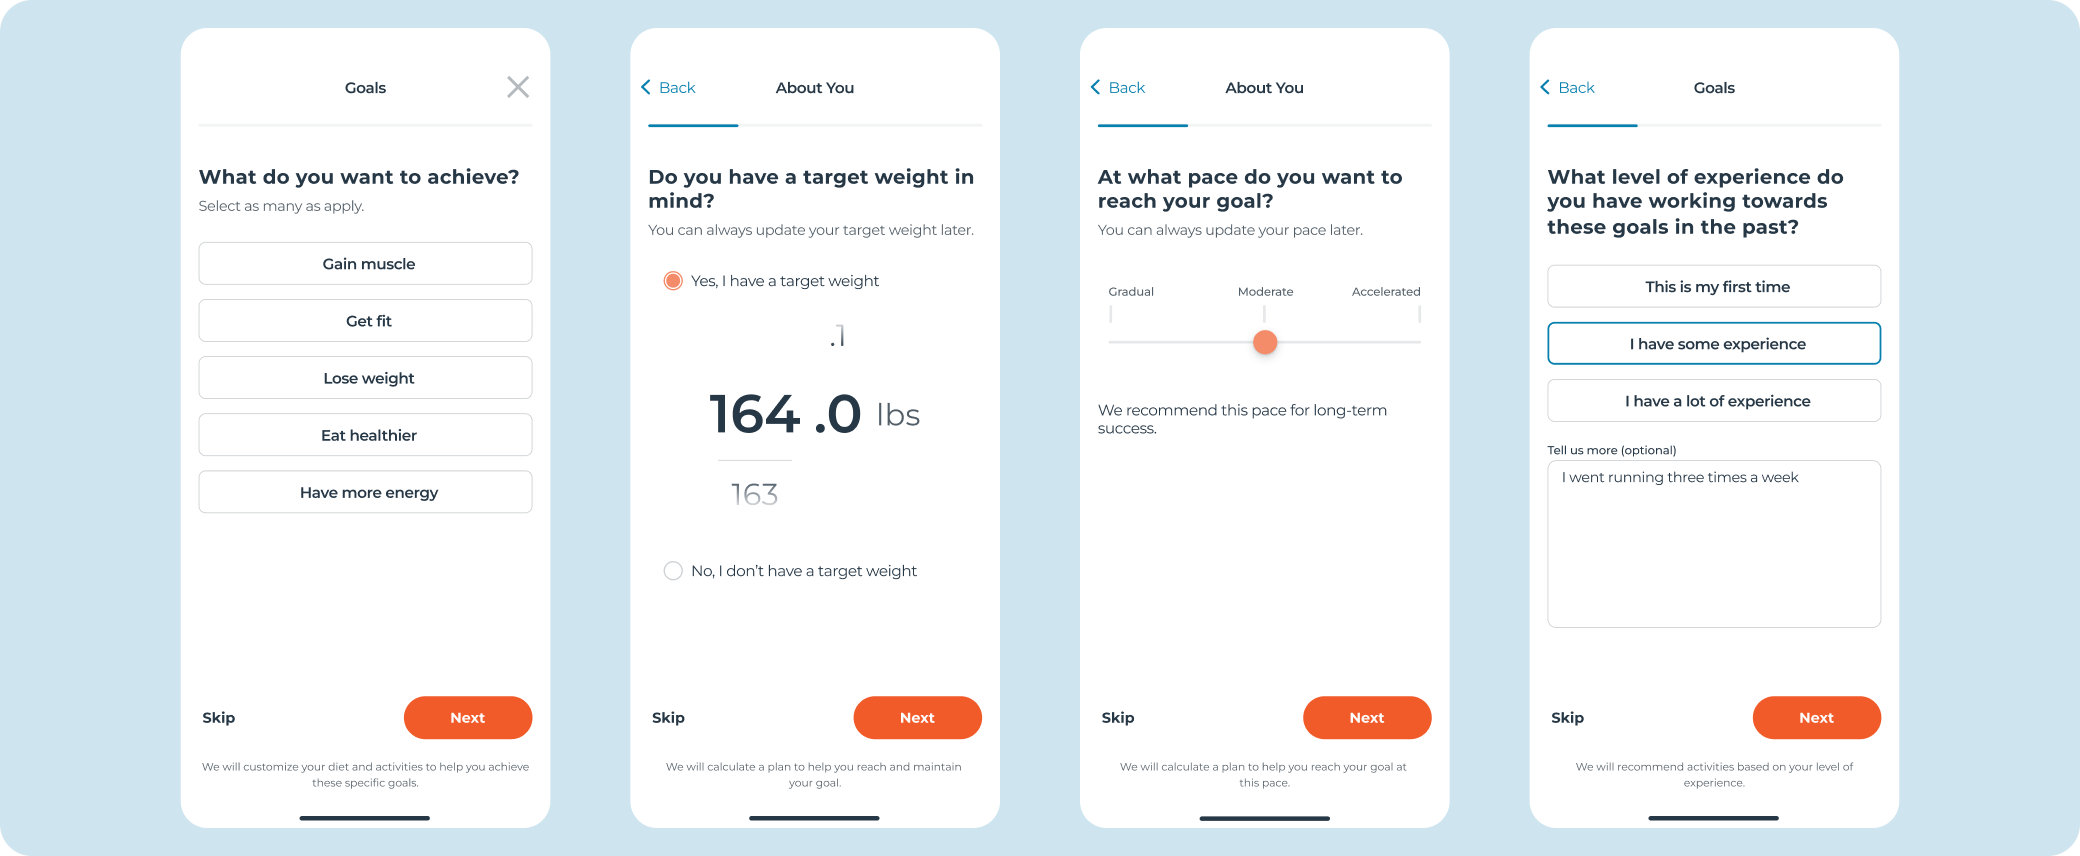 Goals
What do you want to achieve?
Select as many as apply.
Gain muscle
Get fit
Lose weight
Eat healthier
Have more energy
Skip
Next
We will customize your diet and activities to help you achieve
these specific goals.
Back
About You
Do you have a target weight in
mind?
You can always update your target weight later.
Yes, I have a target weight
.1
164 .0 lbs
163
No, I don't have a target weight
Skip
Next
We will calculate a plan to help you reach and maintain
your goal.
Back
About You
At what pace do you want to
reach your goal?
You can always update your pace later.
Gradual
Moderate
Accelerated
We recommend this pace for long-term
success.
Skip
Next
We will calculate a plan to help you reach your goal at
this pace.
Back
Goals
What level of experience do
you have working towards
these goals in the past?
This is my first time
I have some experience
I have a lot of experience
Tell us more (optional)
I went running three times a week
Skip
Next
We will recommend activities based on your level of
experience.